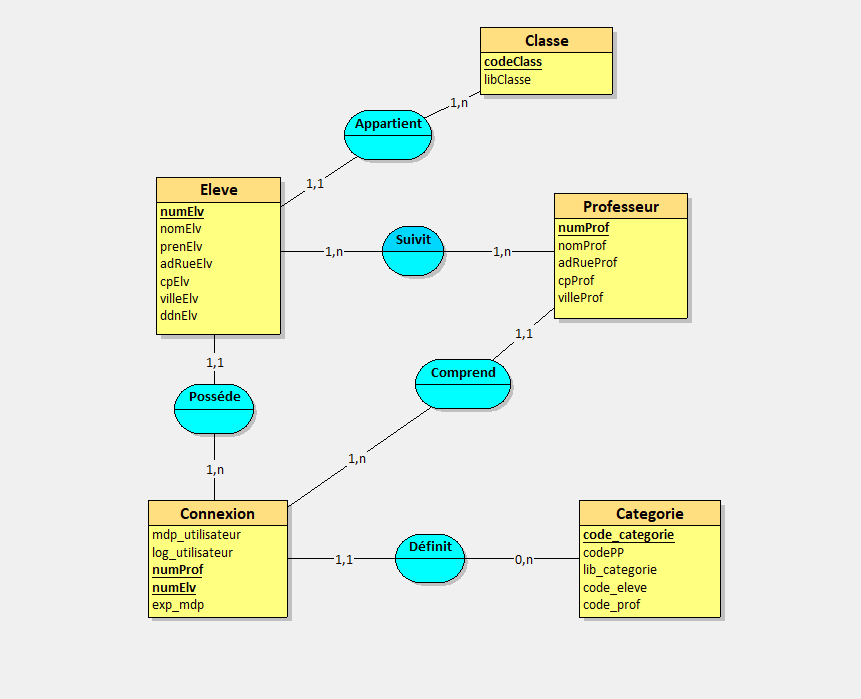 Classe
codeClass
libClasse
1,n
Appartient
1,1
Eleve
numElv
nomElv
prenElv
adRueElv
cpElv
villeElv
ddnElv
1,n
Suivit
1,n
Professeur
numProf
nomProf
adRueProf
cpProf
villeProf
1,1
Comprend
1,n
1,1
Posséde
1,n
Connexion
mdp_utilisateur
log_utilisateur
numProf
numElv
exp_mdp
1,1
Définit
0,n
Categorie
code_categorie
codePP
lib_categorie
code_eleve
code_prof